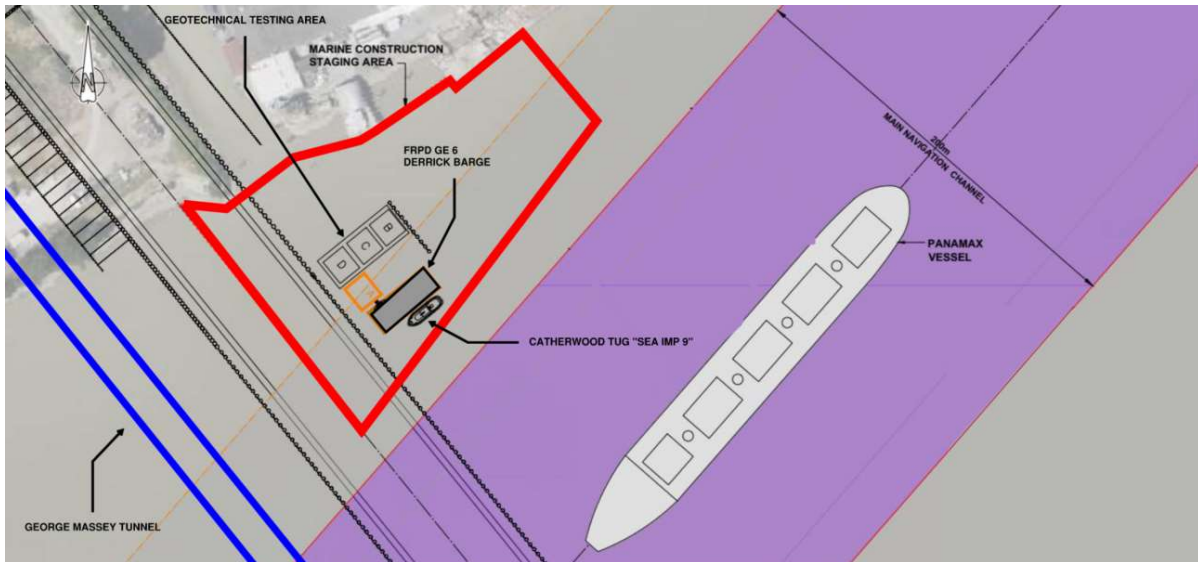 GEOTECHNICAL TESTING AREA
MARINE CONSTRUCTION
STAGING AREA
N
FRPD GE 6
DERRICK BARGE
200m
MAIN NAVIGATION CHANNEL
B
C
D
PANAMAX
VESSEL
CATHERWOOD TUG "SEA IMP 9"
GEORGE MASSEY TUNNEL